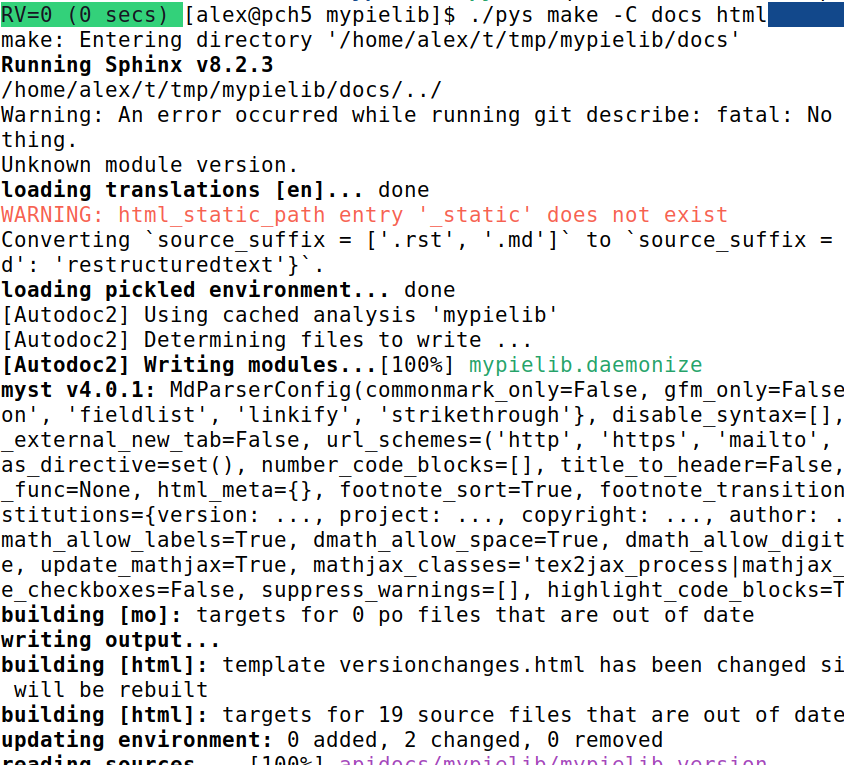 RV=0 (0 secs) [alex@pch5 mypielib]$ ./pys make -C docs html
make: Entering directory '/home/alex/t/tmp/mypielib/docs'
Running Sphinx v8.2.3
/home/alex/t/tmp/mypielib/docs/../
Warning: An error occurred while running git describe: fatal: No
thing.
Unknown module version.
loading translations [en]... done
WARNING: html_static_path entry '_static' does not exist
Converting `source_suffix = ['.rst', '.md']` to `source_suffix =
d': 'restructuredtext'}`.
loading pickled environment... done
[Autodoc2] Using cached analysis 'mypielib'
[Autodoc2] Determining files to write ...
[Autodoc2] Writing modules...[100%] mypielib.daemonize
myst v4.0.1: MdParserConfig(commonmark_only=False, gfm_only=False
on', 'fieldlist', 'linkify', 'strikethrough'}, disable_syntax=[],
_external_new_tab=False, url_schemes=('http', 'https', 'mailto',
as_directive=set(), number_code_blocks=[], title_to_header=False,
_func=None, html_meta={}, footnote_sort=True, footnote_transition
stitutions={version: ..., project: ..., copyright: ..., author: .
math_allow_labels=True, dmath_allow_space=True, dmath_allow_digit
e, update_mathjax=True, mathjax_classes='tex2jax_process|mathjax_
e_checkboxes=False, suppress_warnings=[], highlight_code_blocks=T
building [mo]: targets for 0 po files that are out of date
writing output...
building [html]: template versionchanges.html has been changed si
will be rebuilt
building [html]: targets for 19 source files that are out of date
updating environment: 0 added, 2 changed, 0 removed
reading sources... [100%] apidocs/mypielib/mypielib.version